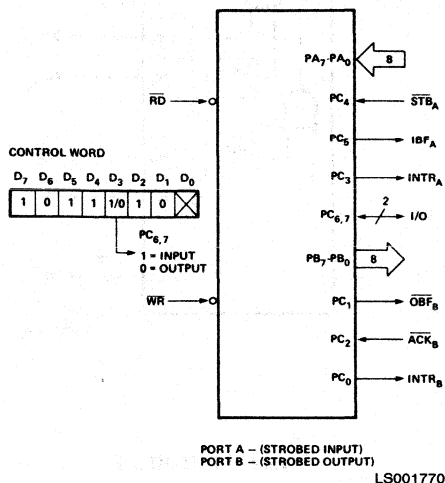 PA7-PA0 8
RD
PC4 STBA
PC5 IBFA
CONTROL WORD
PC3 INTRA
D7 D6 D5 D4 D3 D2 D1 D0
1 0 1 1 1/0 1 0
2
PC6,7 I/O
PC6,7
1 = INPUT
0 = OUTPUT
PB7-PB0 8
WR
PC1 OBFB
PC2 ACKB
PC0 INTRB
PORT A – (STROBED INPUT)
PORT B – (STROBED OUTPUT)
LS001770